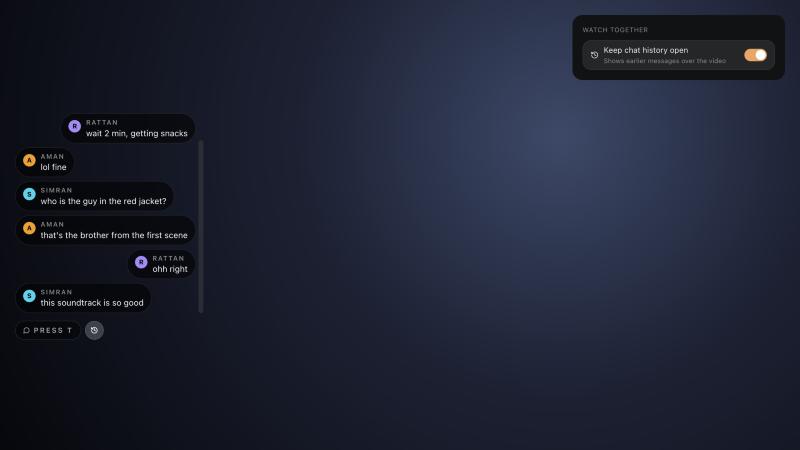 WATCH TOGETHER
Keep chat history open
Shows earlier messages over the video
R
RATTAN
wait 2 min, getting snacks
A
AMAN
lol fine
S
SIMRAN
who is the guy in the red jacket?
A
AMAN
that's the brother from the first scene
R
RATTAN
ohh right
S
SIMRAN
this soundtrack is so good
PRESS T